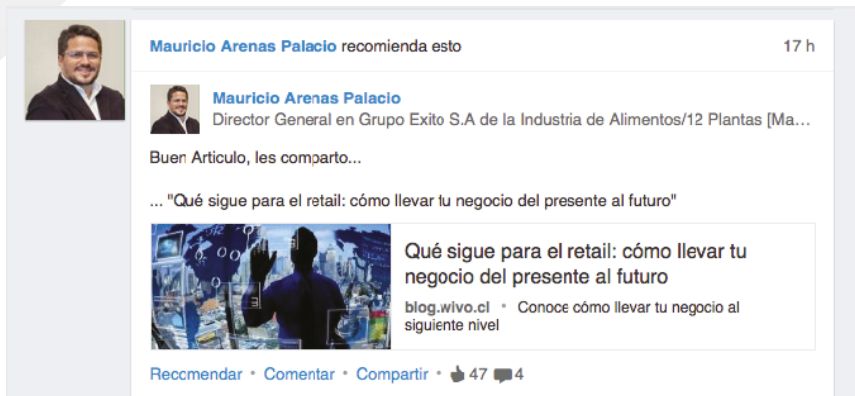 Mauricio Arenas Palacio recomienda esto 17 h
Mauricio Arenas Palacio
Director General en Grupo Exito S.A de la Industria de Alimentos/12 Plantas [Ma...
Buen Articulo, les comparto...
... "Qué sigue para el retail: cómo llevar tu negocio del presente al futuro"
Qué sigue para el retail: cómo llevar tu
negocio del presente al futuro
blog.wivo.cl • Conoce cómo llevar tu negocio al
siguiente nivel
Recomendar • Comentar • Compartir • 47 4